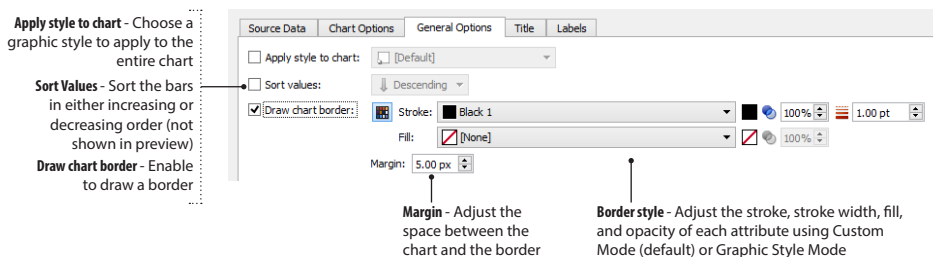 Apply style to chart - Choose a
graphic style to apply to the
entire chart
Sort Values - Sort the bars
in either increasing or
decreasing order (not
shown in preview)
Draw chart border - Enable
to draw a border
Source Data Chart Options General Options Title Labels
Apply style to chart: [Default]
Sort values: Descending
Draw chart border: Stroke: Black 1 100% 1.00 pt
Fill: [None] 100%
Margin: 5.00 px
Margin - Adjust the
space between the
chart and the border
Border style - Adjust the stroke, stroke width, fill,
and opacity of each attribute using Custom
Mode (default) or Graphic Style Mode